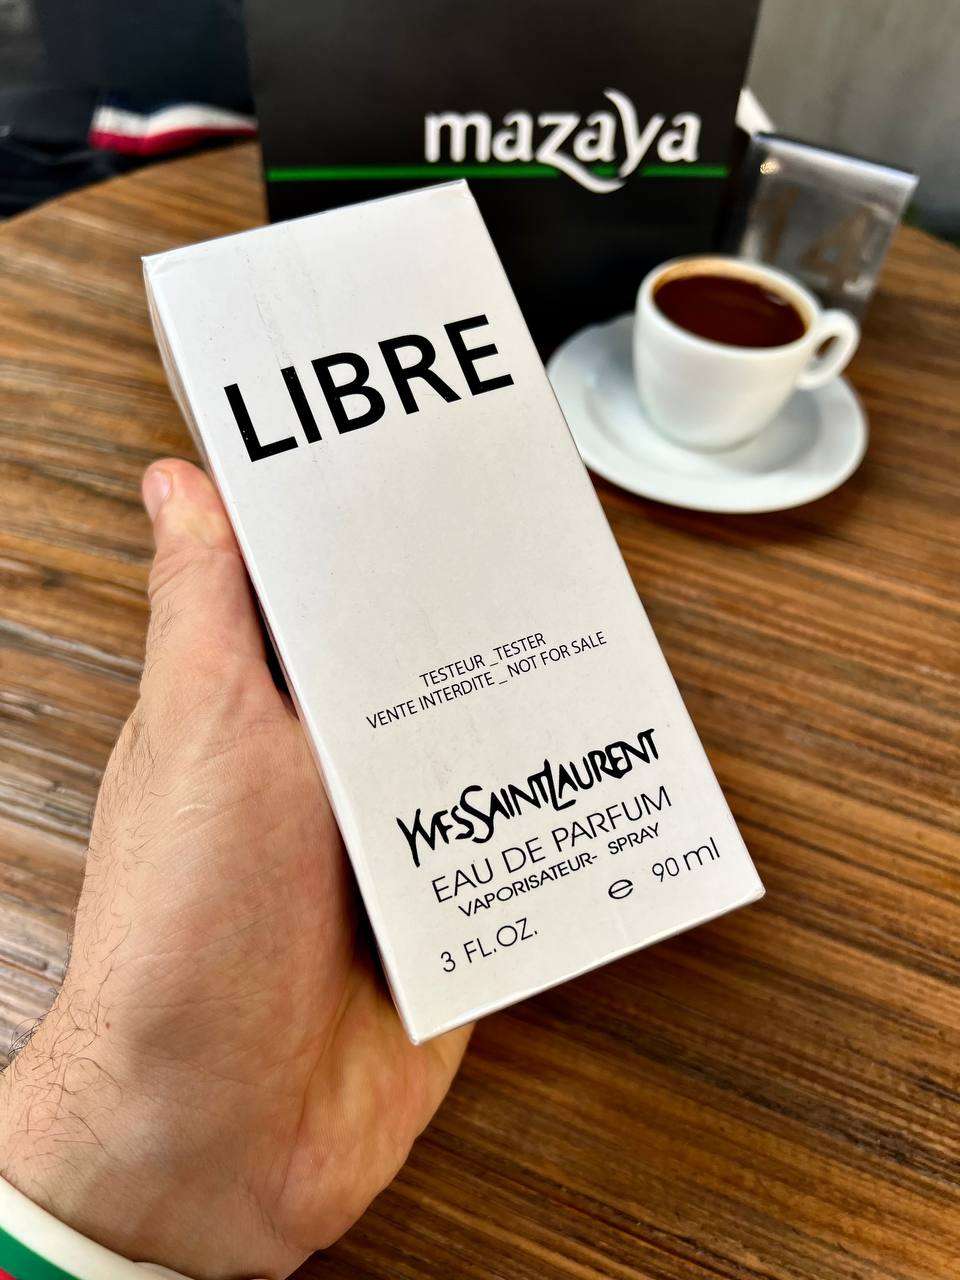 mazaya
LIBRE
TESTEUR _TESTER
VENTE INTERDITE _ NOT FOR SALE
YVESSAINTLAURENT
EAU DE PARFUM
VAPORISATEUR- SPRAY
3 FL.OZ. e 90 ml